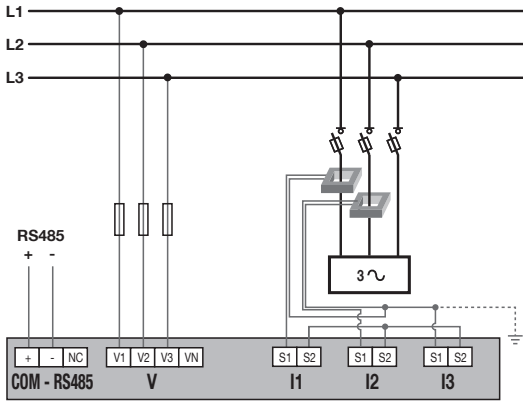 L1
L2
L3
RS485
+ -
3
+ - NC V1 V2 V3 VN S1 S2 S1 S2 S1 S2
COM - RS485 V I1 I2 I3